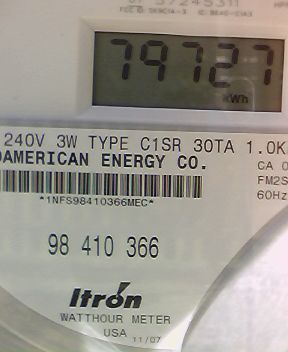 57245311
79727
kWh
240V 3W TYPE C1SR 30TA 1.0K
AMERICAN ENERGY CO.
CA
*1NFS98410366MEC*
FM2S
60Hz
98 410 366
Itron
WATTHOUR METER
USA 11/07